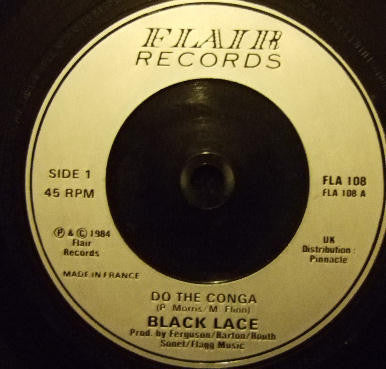 FLAIR
RECORDS
SIDE 1
45 RPM
FLA 108
FLA 108 A
Ⓟ & © 1984
Flair
Records
UK
Distribution :
Pinnacle
MADE IN FRANCE
DO THE CONGA
(P. Morris/M. Flinn)
BLACK LACE
Prod. by Ferguson/Barton/Routh
Sonet/Flagg Music